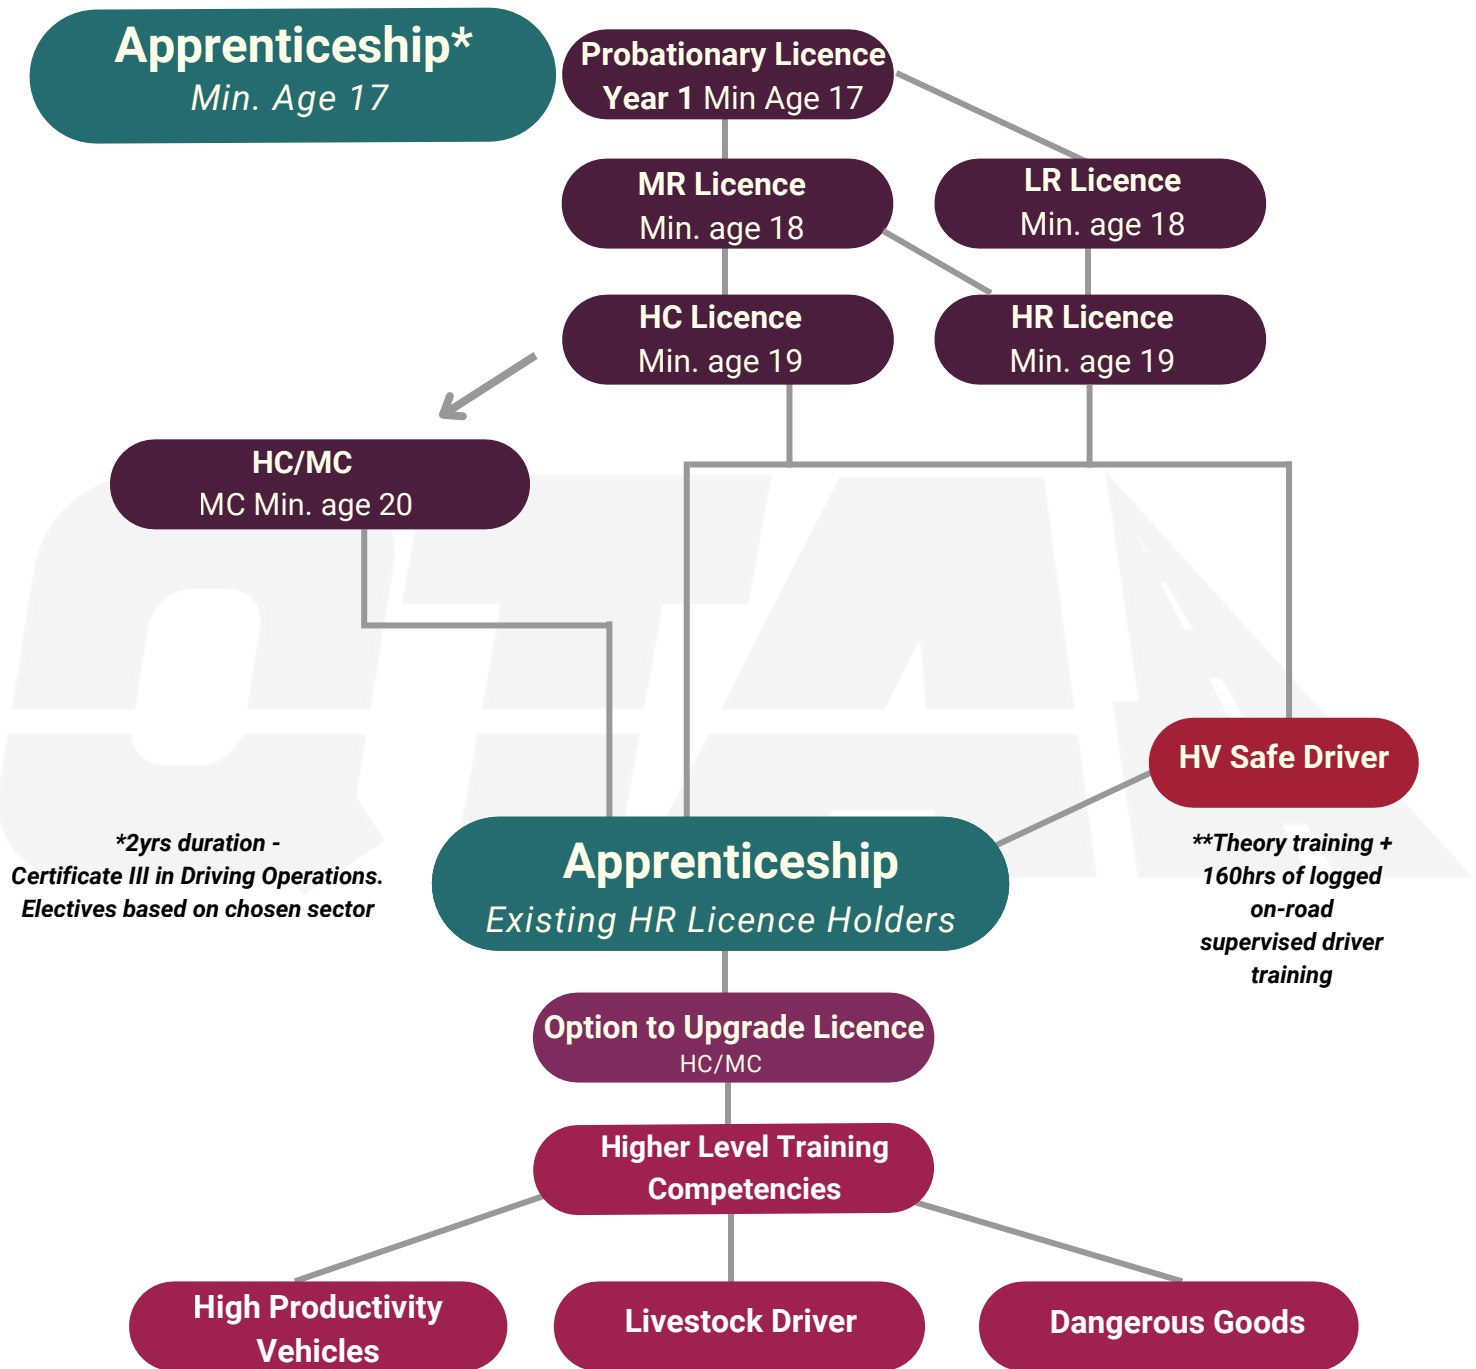 Apprenticeship*
Min. Age 17
Probationary Licence
Year 1 Min Age 17
MR Licence
Min. age 18
LR Licence
Min. age 18
HC Licence
Min. age 19
HR Licence
Min. age 19
HC/MC
MC Min. age 20
QTA
HV Safe Driver
*2yrs duration -
Certificate III in Driving Operations.
Electives based on chosen sector
Apprenticeship
Existing HR Licence Holders
**Theory training +
160hrs of logged
on-road
supervised driver
training
Option to Upgrade Licence
HC/MC
Higher Level Training
Competencies
High Productivity
Vehicles
Livestock Driver
Dangerous Goods